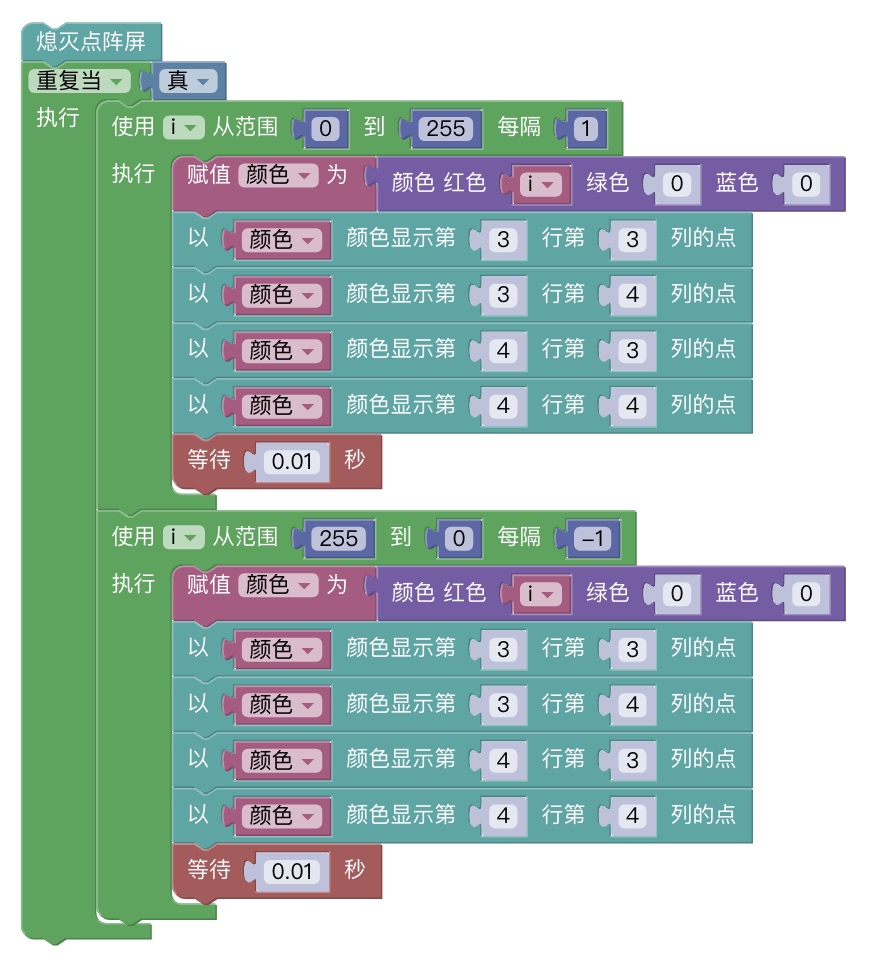 熄灭点阵屏
重复当 真
执行
使用 i 从范围 0 到 255 每隔 1
执行
赋值 颜色 为 颜色 红色 i 绿色 0 蓝色 0
以 颜色 颜色显示第 3 行第 3 列的点
以 颜色 颜色显示第 3 行第 4 列的点
以 颜色 颜色显示第 4 行第 3 列的点
以 颜色 颜色显示第 4 行第 4 列的点
等待 0.01 秒
使用 i 从范围 255 到 0 每隔 −1
执行
赋值 颜色 为 颜色 红色 i 绿色 0 蓝色 0
以 颜色 颜色显示第 3 行第 3 列的点
以 颜色 颜色显示第 3 行第 4 列的点
以 颜色 颜色显示第 4 行第 3 列的点
以 颜色 颜色显示第 4 行第 4 列的点
等待 0.01 秒